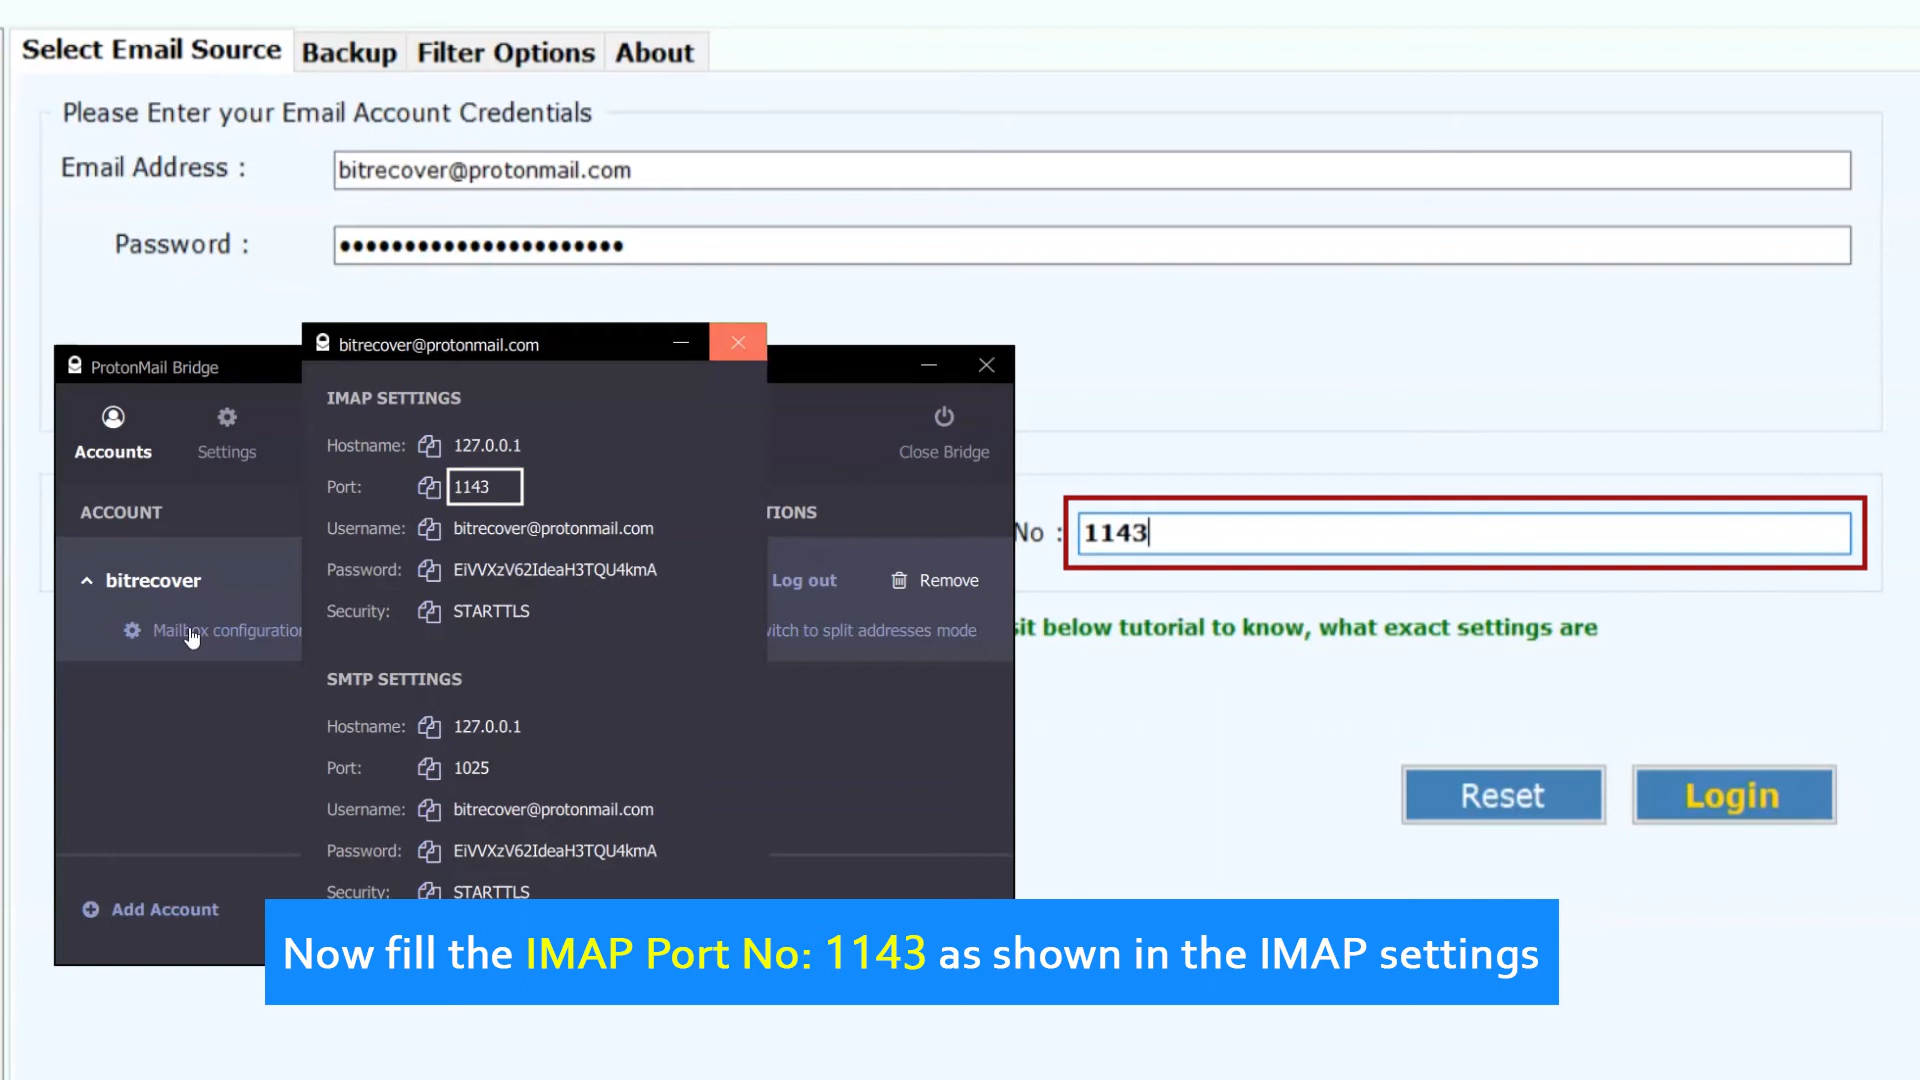 Select Email Source Backup Filter Options About
Please Enter your Email Account Credentials
Email Address : bitrecover@protonmail.com
Password : ••••••••••••••••••••••
ProtonMail Bridge
Accounts
Settings
Close Bridge
ACCOUNT
TIONS
bitrecover
Log out
Remove
Mailbox configuration
itch to split addresses mode
Add Account
bitrecover@protonmail.com
IMAP SETTINGS
Hostname: 127.0.0.1
Port: 1143
Username: bitrecover@protonmail.com
Password: EiVVXzV62IdeaH3TQU4kmA
Security: STARTTLS
SMTP SETTINGS
Hostname: 127.0.0.1
Port: 1025
Username: bitrecover@protonmail.com
Password: EiVVXzV62IdeaH3TQU4kmA
Security: STARTTLS
No : 1143
sit below tutorial to know, what exact settings are
Reset Login
Now fill the IMAP Port No: 1143 as shown in the IMAP settings